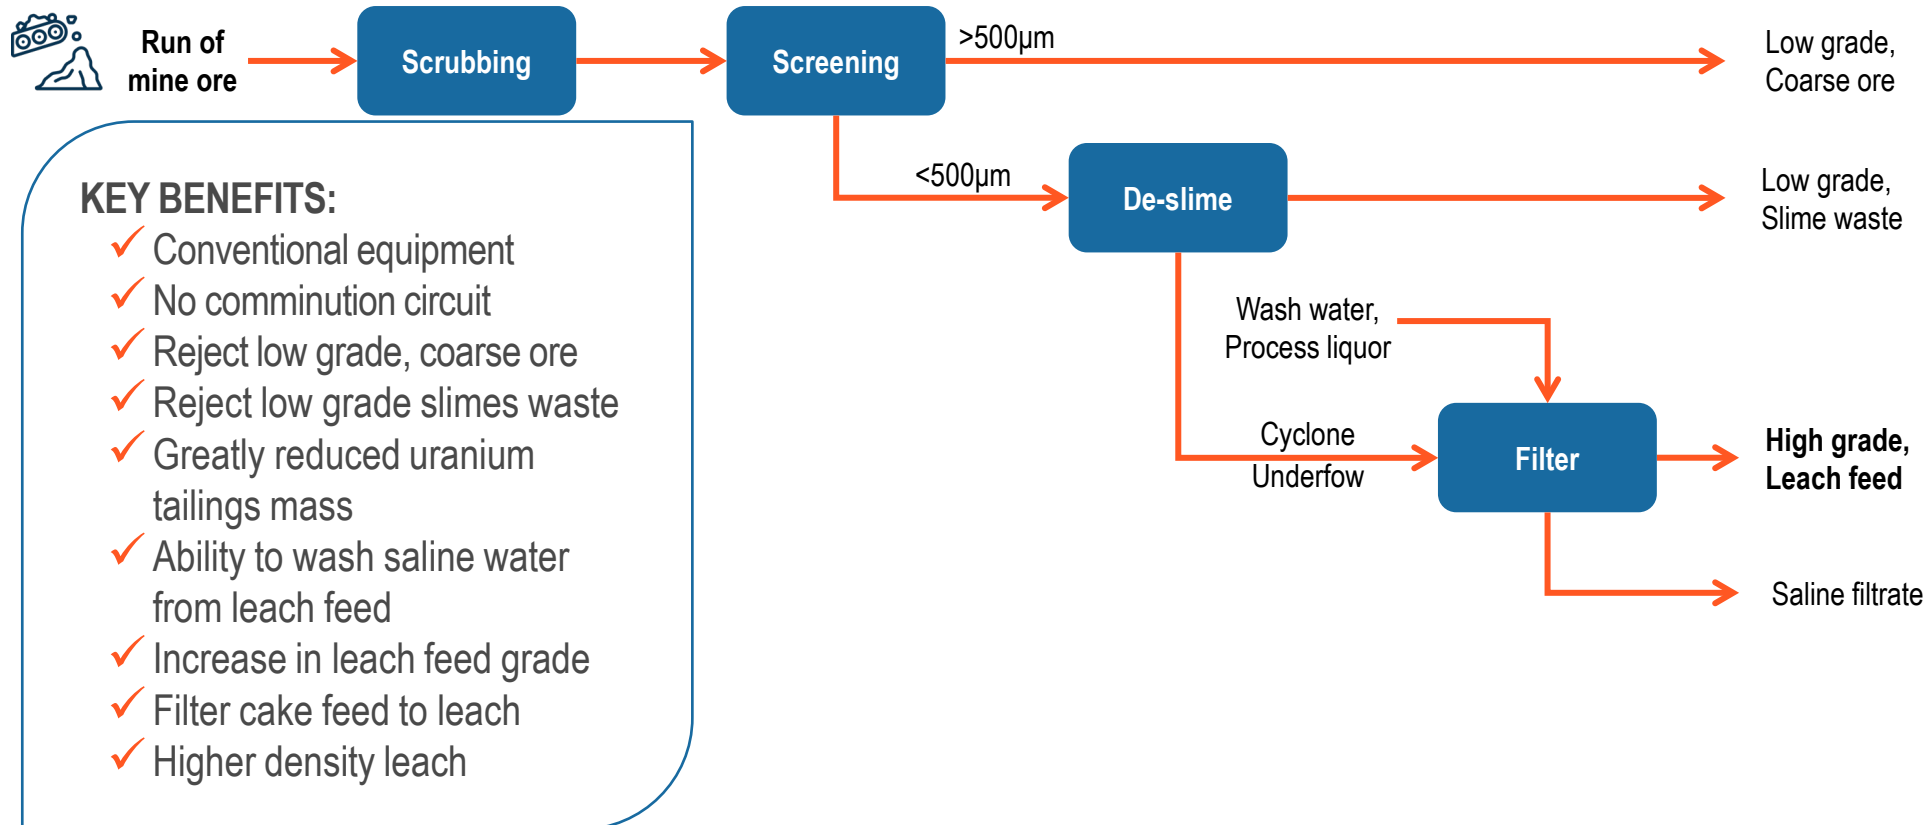 Run of
mine ore
Scrubbing
Screening
>500µm
Low grade,
Coarse ore
<500µm
De-slime
Low grade,
Slime waste
KEY BENEFITS:
✓ Conventional equipment
✓ No comminution circuit
✓ Reject low grade, coarse ore
✓ Reject low grade slimes waste
✓ Greatly reduced uranium
tailings mass
✓ Ability to wash saline water
from leach feed
✓ Increase in leach feed grade
✓ Filter cake feed to leach
✓ Higher density leach
Wash water,
Process liquor
Cyclone
Underfow
Filter
High grade,
Leach feed
Saline filtrate